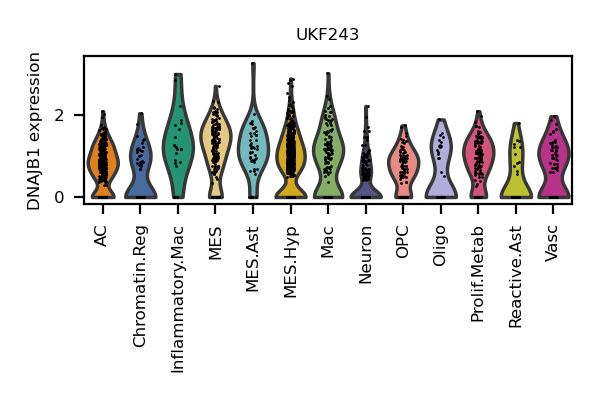 UKF243
DNAJB1 expression
2
0
AC
Chromatin.Reg
Inflammatory.Mac
MES
MES.Ast
MES.Hyp
Mac
Neuron
OPC
Oligo
Prolif.Metab
Reactive.Ast
Vasc